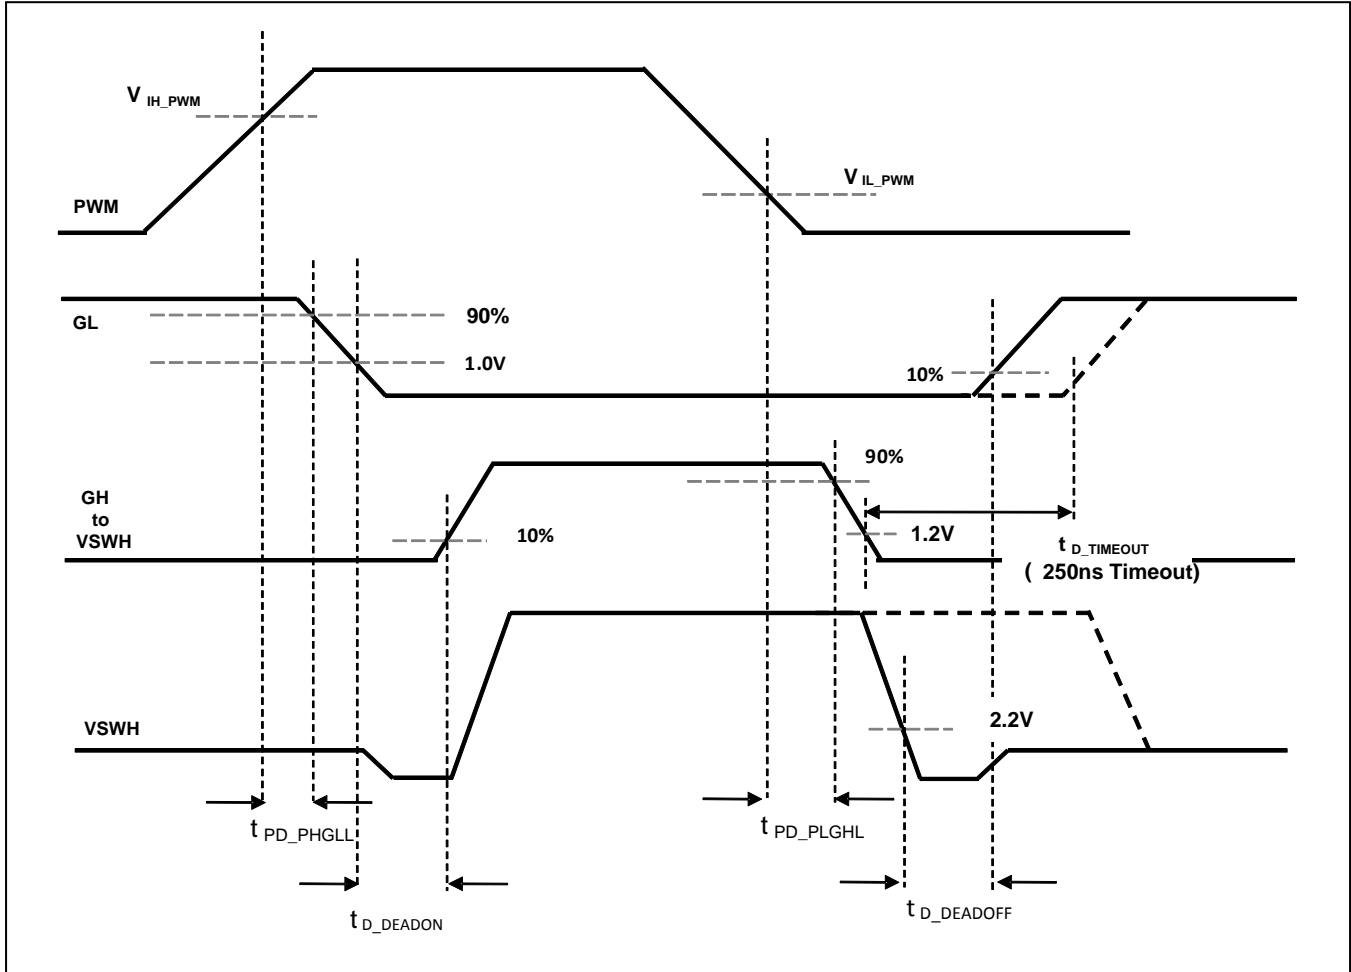 V IH_PWM
V IL_PWM
PWM
GL
90%
1.0V
10%
90%
GH
to
VSWH
10%
1.2V
t D_TIMEOUT
( 250ns Timeout)
VSWH
2.2V
t PD_PHGLL
t PD_PLGHL
t D_DEADON
t D_DEADOFF